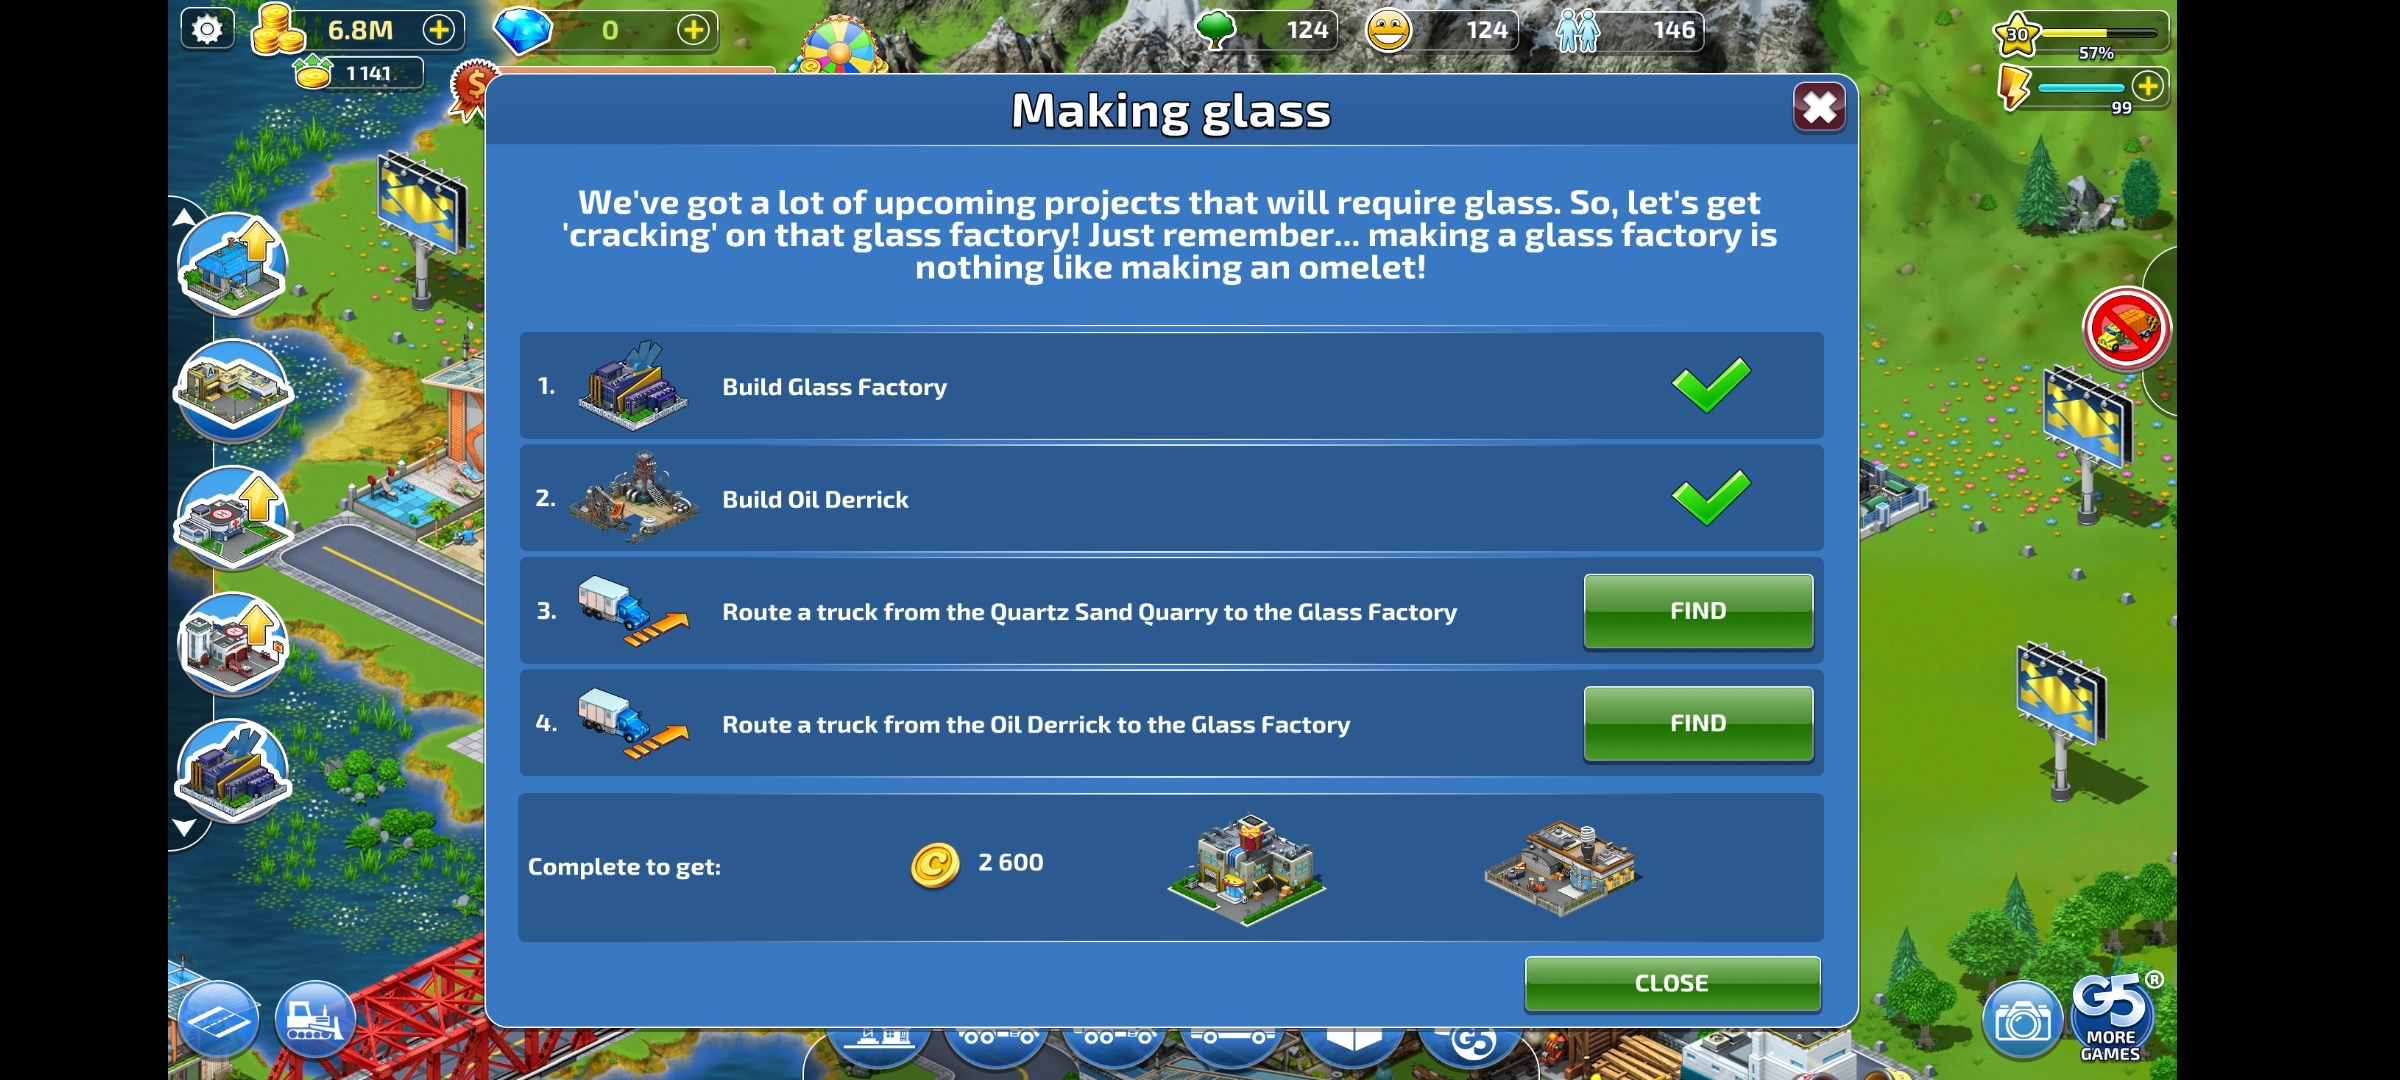 6.8M
0
124
124
146
30
57%
1 141
99
Making glass
We've got a lot of upcoming projects that will require glass. So, let's get
'cracking' on that glass factory! Just remember... making a glass factory is
nothing like making an omelet!
1.
Build Glass Factory
2.
Build Oil Derrick
3.
Route a truck from the Quartz Sand Quarry to the Glass Factory
FIND
4.
Route a truck from the Oil Derrick to the Glass Factory
FIND
Complete to get:
2 600
CLOSE
G5
G5®
MORE
GAMES